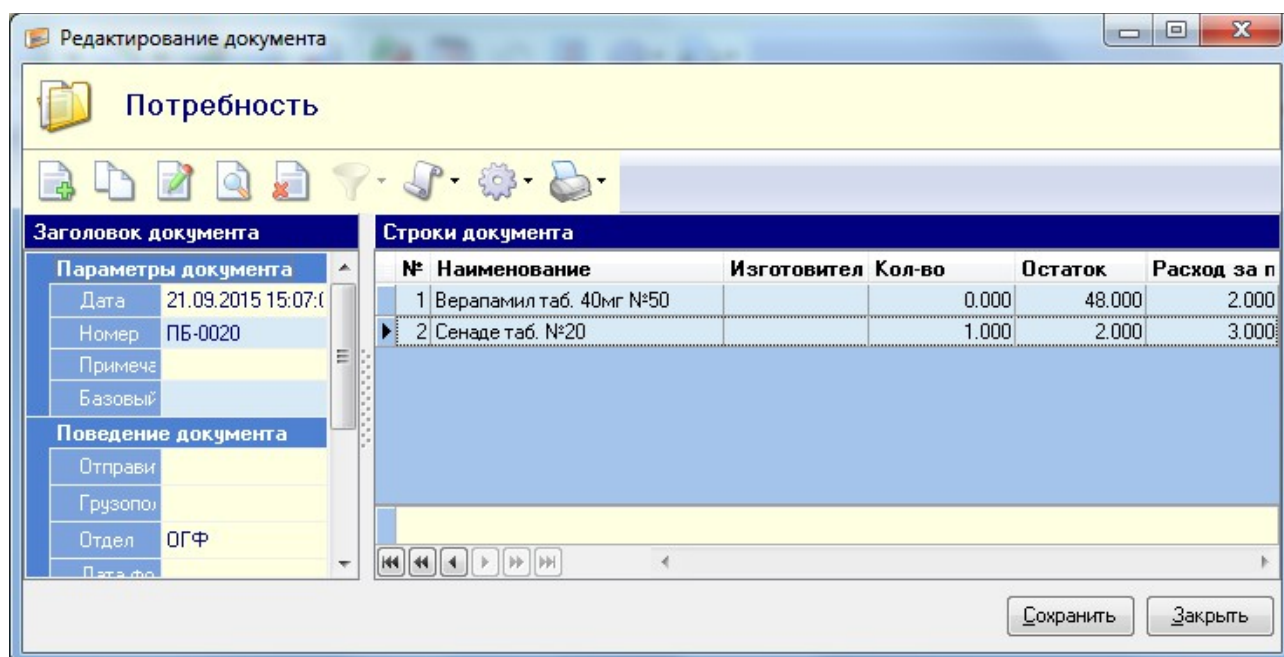 Редактирование документа
Потребность
Заголовок документа
Строки документа
Параметры документа
Дата 21.09.2015 15:07:(
Номер ПБ-0020
Примеча
Базовый
Поведение документа
Отправи
Грузопо
Отдел ОГФ
Дата фо
№ Наименование Изготовител Кол-во Остаток Расход за п
1 Верапамил таб. 40мг №50 0.000 48.000 2.000
2 Сенаде таб. №20 1.000 2.000 3.000
Сохранить Закрыть